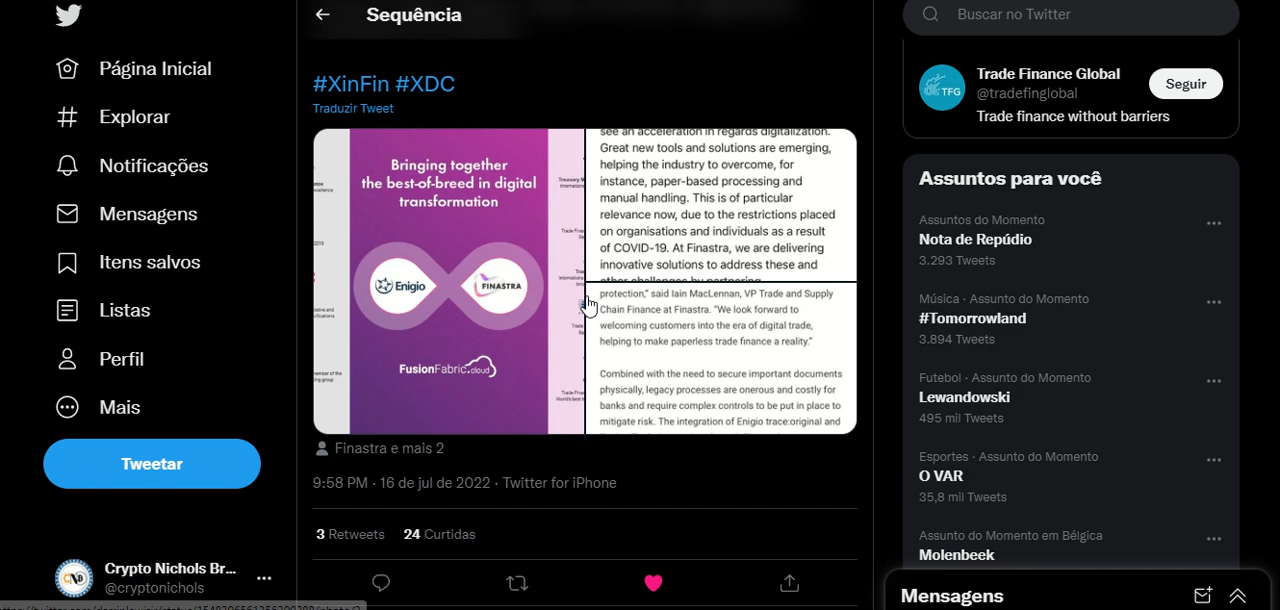 Página Inicial
Explorar
Notificações
Mensagens
Itens salvos
Listas
Perfil
Mais
Tweetar
Crypto Nichols Br...
@cryptonichols
Sequência
#XinFin #XDC
Traduzir Tweet
Bringing together
the best-of-breed in digital
transformation
Enigio
FINASTRA
FusionFabric.cloud
see an acceleration in regards digitalization.
Great new tools and solutions are emerging,
helping the industry to overcome, for
instance, paper-based processing and
manual handling. This is of particular
relevance now, due to the restrictions placed
on organisations and individuals as a result
of COVID-19. At Finastra, we are delivering
innovative solutions to address these and
other challenges by partnering
protection," said Iain MacLennan, VP Trade and Supply
Chain Finance at Finastra. "We look forward to
welcoming customers into the era of digital trade,
helping to make paperless trade finance a reality."
Combined with the need to secure important documents
physically, legacy processes are onerous and costly for
banks and require complex controls to be put in place to
mitigate risk. The integration of Enigio trace:original and
Finastra e mais 2
9:58 PM · 16 de jul de 2022 · Twitter for iPhone
3 Retweets 24 Curtidas
Buscar no Twitter
TFG
Trade Finance Global
@tradefinglobal
Seguir
Trade finance without barriers
Assuntos para você
Assuntos do Momento
Nota de Repúdio
3.293 Tweets
Música · Assunto do Momento
#Tomorrowland
3.894 Tweets
Futebol · Assunto do Momento
Lewandowski
495 mil Tweets
Esportes · Assunto do Momento
O VAR
35,8 mil Tweets
Assunto do Momento em Bélgica
Molenbeek
Mensagens